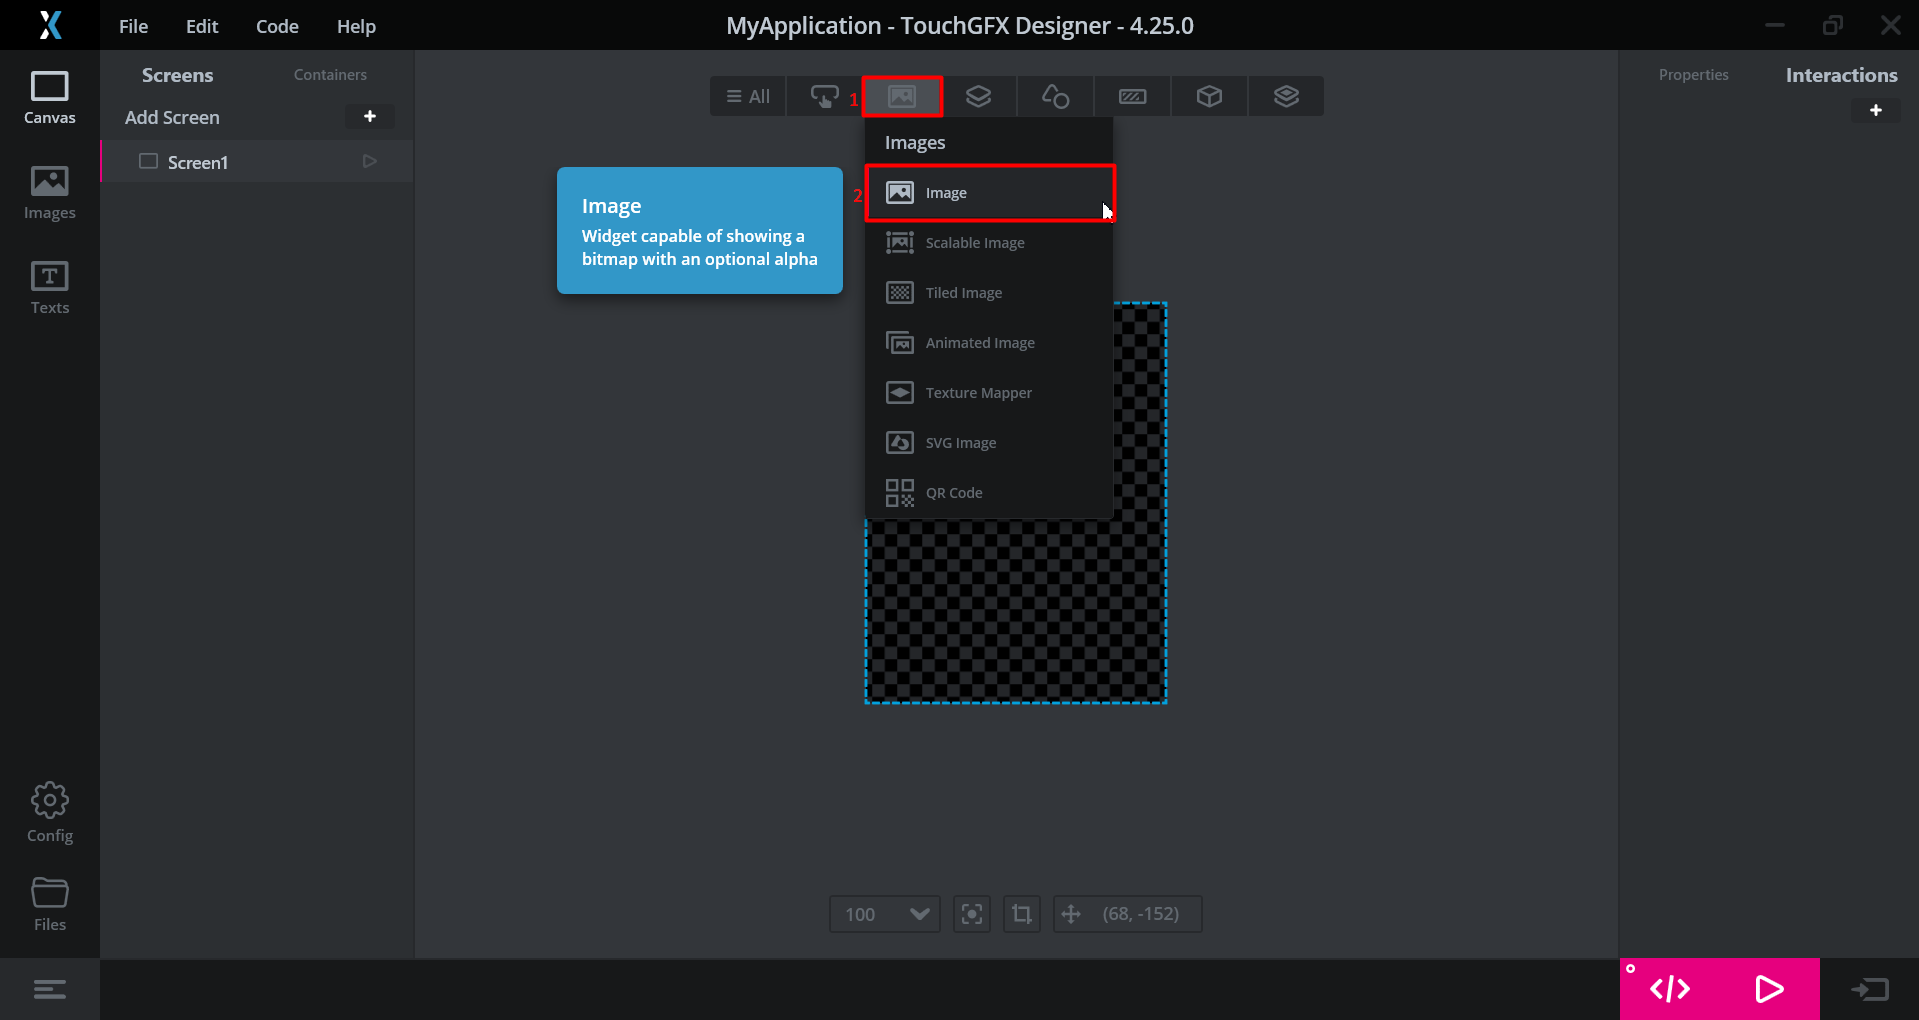 File Edit Code Help
MyApplication - TouchGFX Designer - 4.25.0
Canvas
Images
Texts
Config
Files
Screens Containers
Add Screen +
Screen1
All
1
Images
2
Image
Scalable Image
Tiled Image
Animated Image
Texture Mapper
SVG Image
QR Code
Image
Widget capable of showing a
bitmap with an optional alpha
100
(68, -152)
Properties Interactions
+